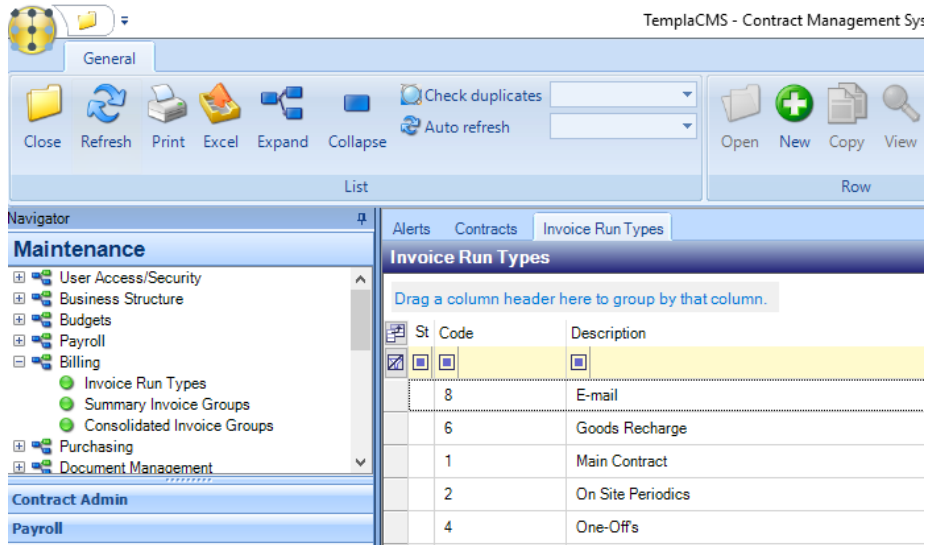 TemplaCMS - Contract Management Sys
General
Close
Refresh
Print
Excel
Expand
Collapse
Check duplicates
Auto refresh
Open
New
Copy
View
List
Row
Navigator
Maintenance
User Access/Security
Business Structure
Budgets
Payroll
Billing
Invoice Run Types
Summary Invoice Groups
Consolidated Invoice Groups
Purchasing
Document Management
Contract Admin
Payroll
Alerts Contracts Invoice Run Types
Invoice Run Types
Drag a column header here to group by that column.
St Code Description
8 E-mail
6 Goods Recharge
1 Main Contract
2 On Site Periodics
4 One-Off's